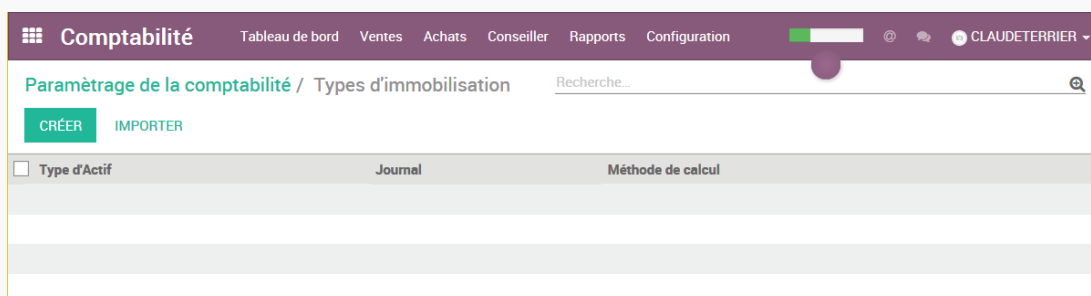 Comptabilité Tableau de bord Ventes Achats Conseiller Rapports Configuration @ CLAUDETERRIER
Paramètrage de la comptabilité / Types d'immobilisation Recherche...
CRÉER IMPORTER
Type d'Actif Journal Méthode de calcul